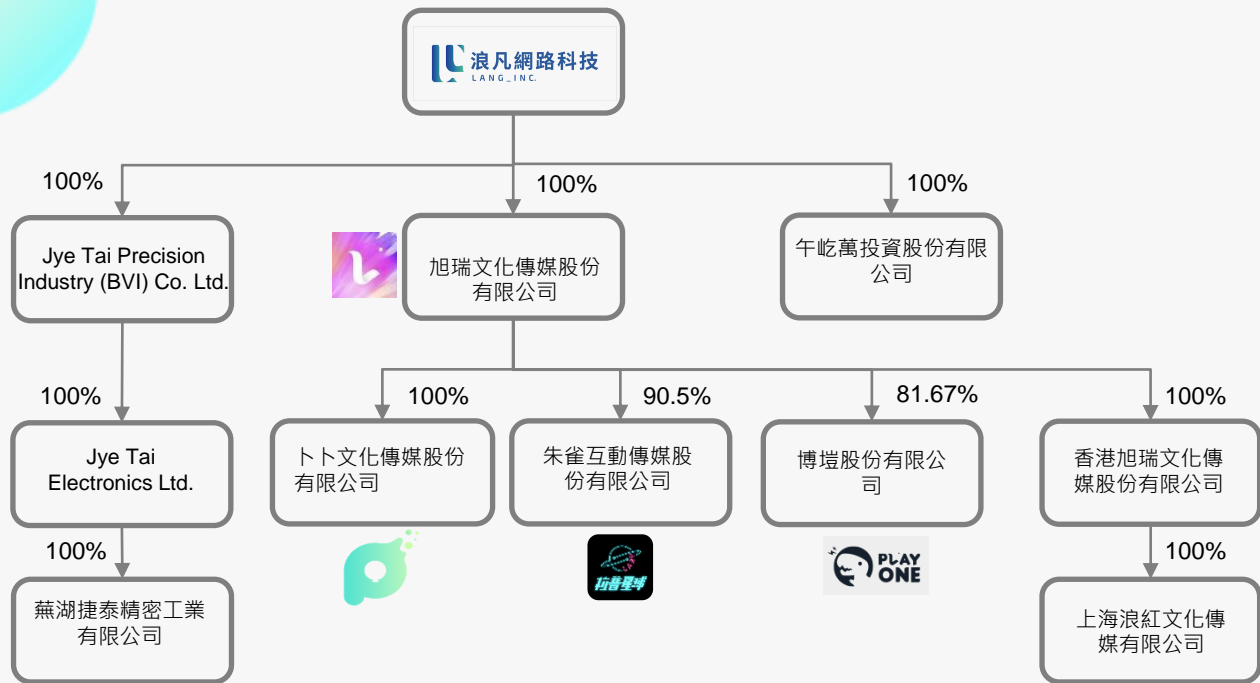 浪凡網路科技
LANG_INC.
100%
100%
100%
Jye Tai Precision
Industry (BVI) Co. Ltd.
旭瑞文化傳媒股份
有限公司
午屹萬投資股份有限
公司
100%
100%
90.5%
81.67%
100%
Jye Tai
Electronics Ltd.
卜卜文化傳媒股份
有限公司
朱雀互動傳媒股
份有限公司
博塏股份有限公
司
香港旭瑞文化傳
媒股份有限公司
100%
拉普星球
PLAY
ONE
100%
蕪湖捷泰精密工業
有限公司
上海浪紅文化傳
媒有限公司